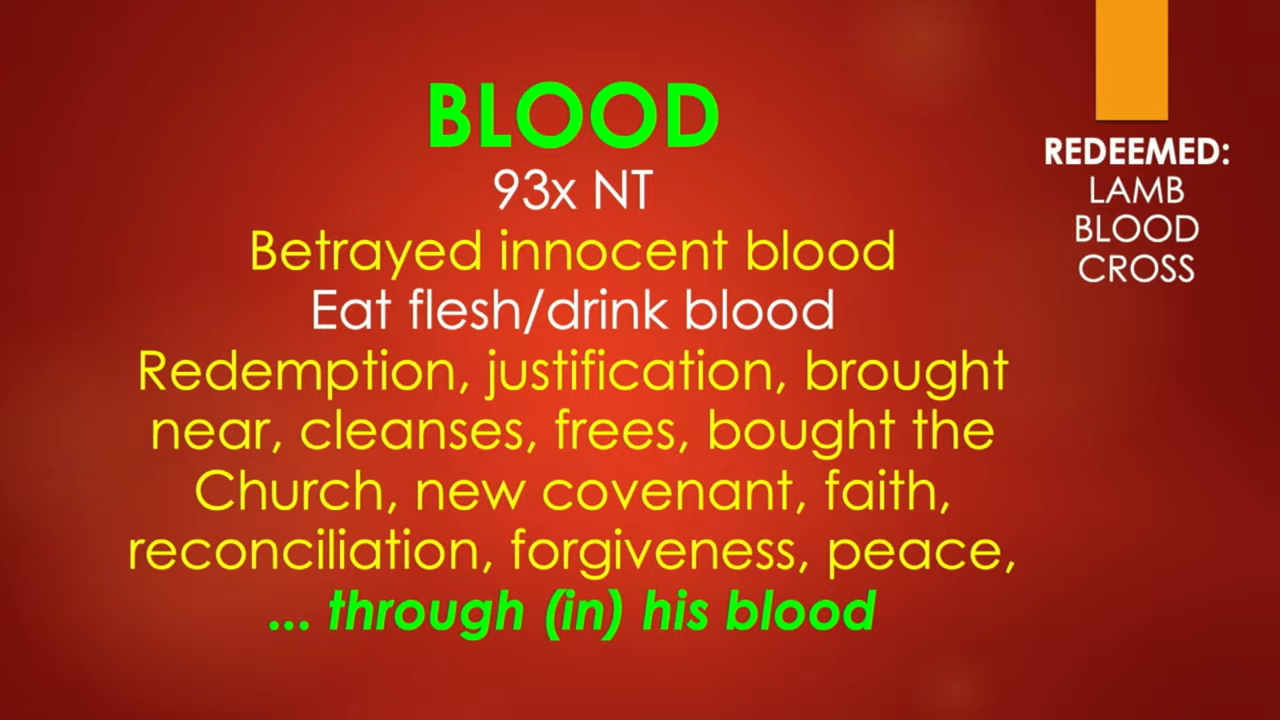 BLOOD
93x NT
Betrayed innocent blood
Eat flesh/drink blood
Redemption, justification, brought
near, cleanses, frees, bought the
Church, new covenant, faith,
reconciliation, forgiveness, peace,
... through (in) his blood
REDEEMED:
LAMB
BLOOD
CROSS